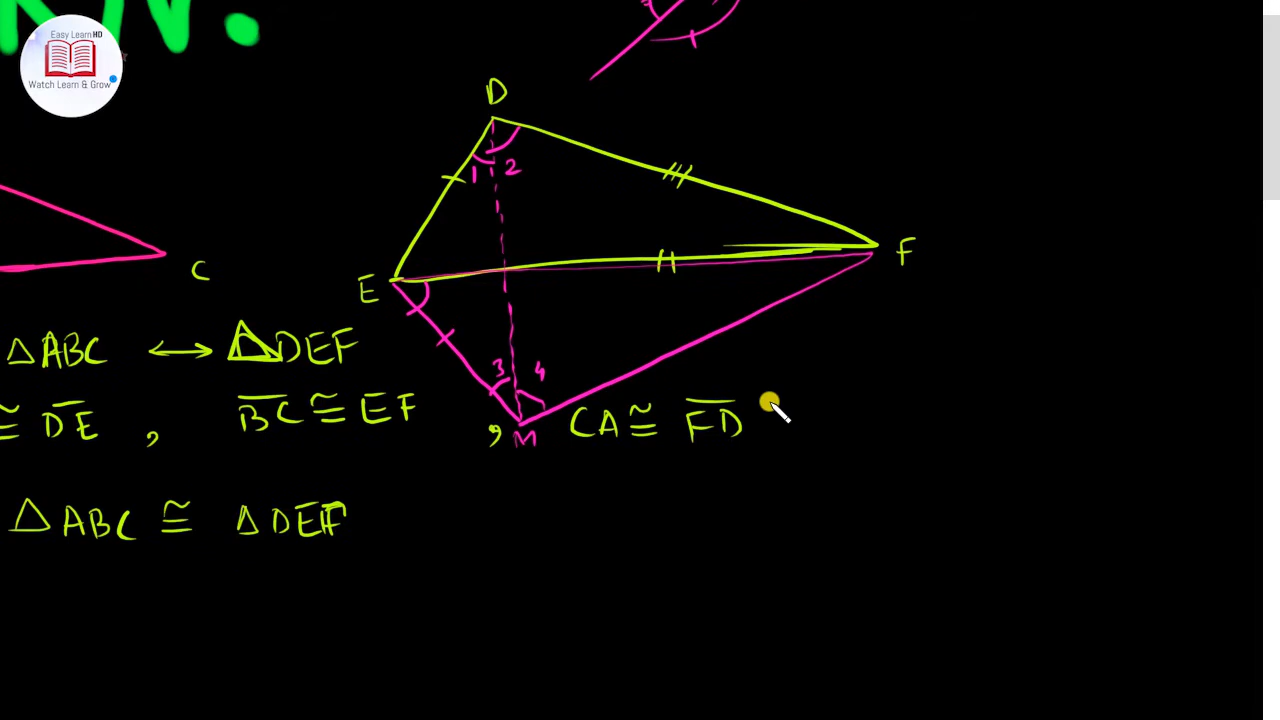 Easy Learn HD
Watch Learn & Grow
D
1 2
F
E
C
3 4
M
△ABC ⟷ △DEF
≅ DE , BC ≅ EF , CA ≅ FD
△ABC ≅ △DEF